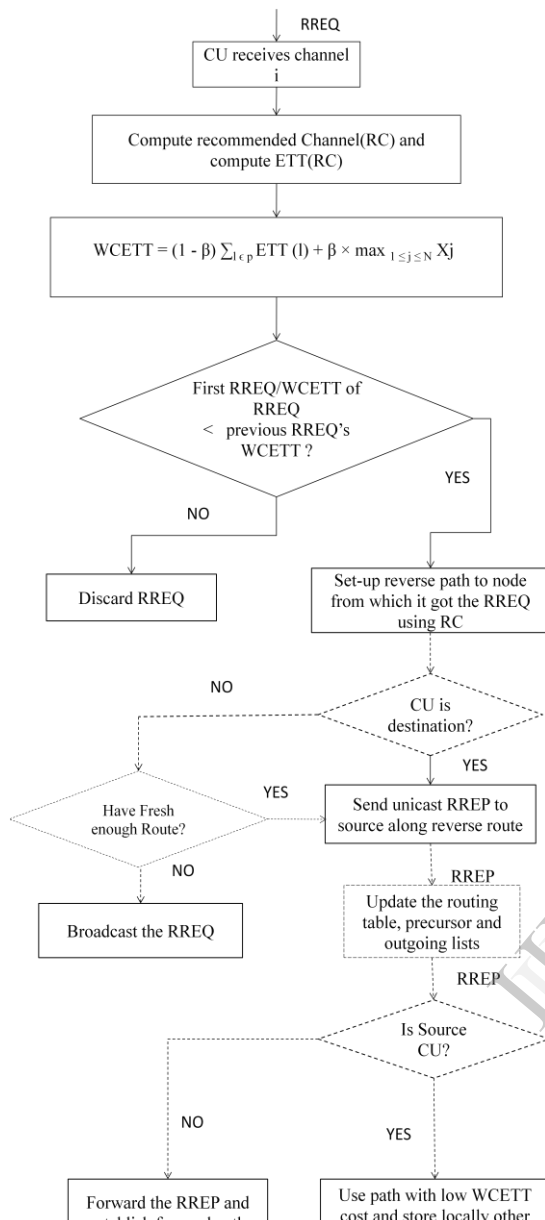 RREQ
CU receives channel
i
Compute recommended Channel(RC) and
compute ETT(RC)
WCETT = (1 - β) ∑ l ϵ p ETT (l) + β × max 1 ≤ j ≤ N Xj
First RREQ/WCETT of
RREQ
< previous RREQ's
WCETT ?
YES
NO
Discard RREQ
Set-up reverse path to node
from which it got the RREQ
using RC
NO
CU is
destination?
YES
YES
Have Fresh
enough Route?
Send unicast RREP to
source along reverse route
NO
RREP
Broadcast the RREQ
Update the routing
table, precursor and
outgoing lists
RREP
Is Source
CU?
NO
YES
Forward the RREP and
Use path with low WCETT
cost and store locally other